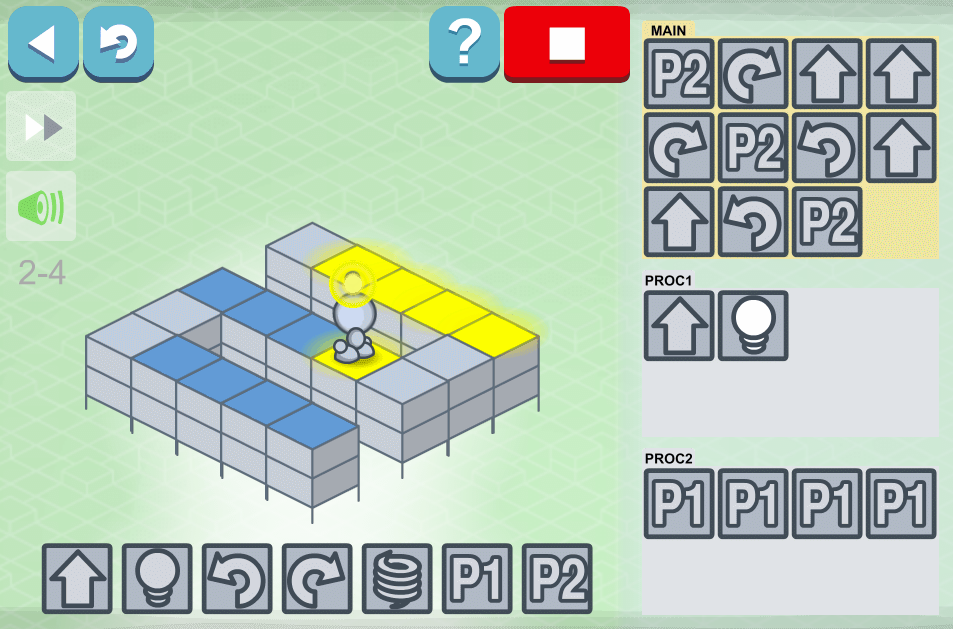 ?
MAIN
P2
P2
P2
2-4
PROC1
PROC2
P1 P1 P1 P1
P1 P2